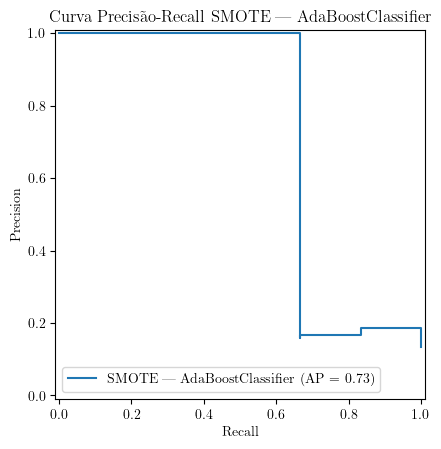 Curva Precisão-Recall SMOTE — AdaBoostClassifier
1.0
0.8
0.6
0.4
0.2
0.0
Precision
SMOTE — AdaBoostClassifier (AP = 0.73)
0.0 0.2 0.4 0.6 0.8 1.0
Recall